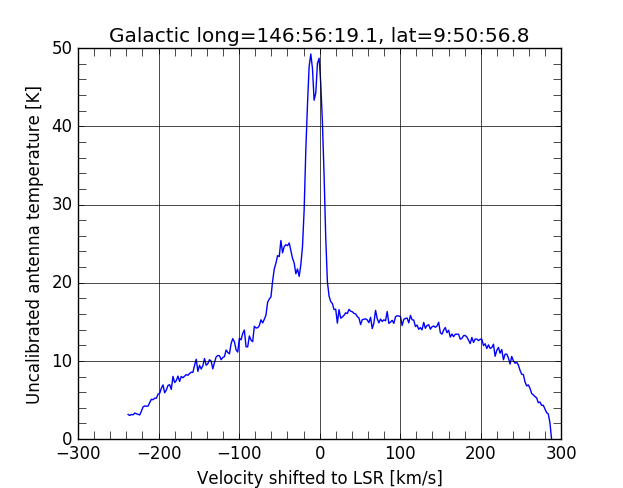 Galactic long=146:56:19.1, lat=9:50:56.8
50
40
30
20
10
0
Uncalibrated antenna temperature [K]
−300 −200 −100 0 100 200 300
Velocity shifted to LSR [km/s]